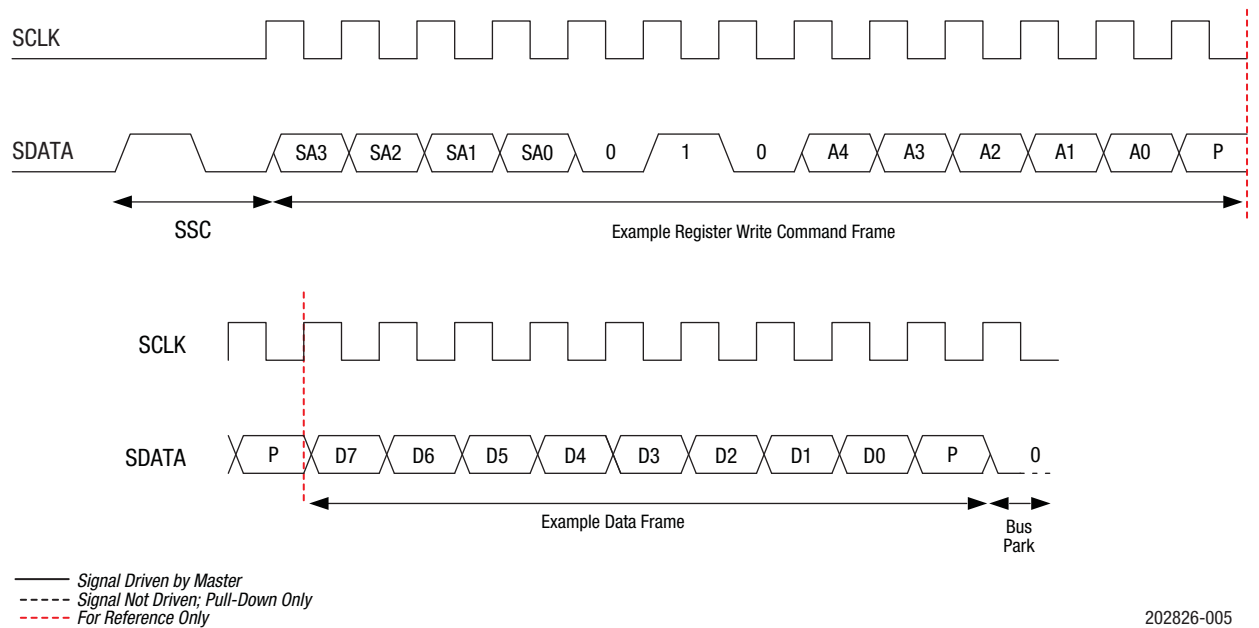 SCLK
SDATA SA3 SA2 SA1 SA0 0 1 0 A4 A3 A2 A1 A0 P
SSC
Example Register Write Command Frame
SCLK
SDATA P D7 D6 D5 D4 D3 D2 D1 D0 P 0
Example Data Frame
Bus
Park
Signal Driven by Master
Signal Not Driven; Pull-Down Only
For Reference Only
202826-005